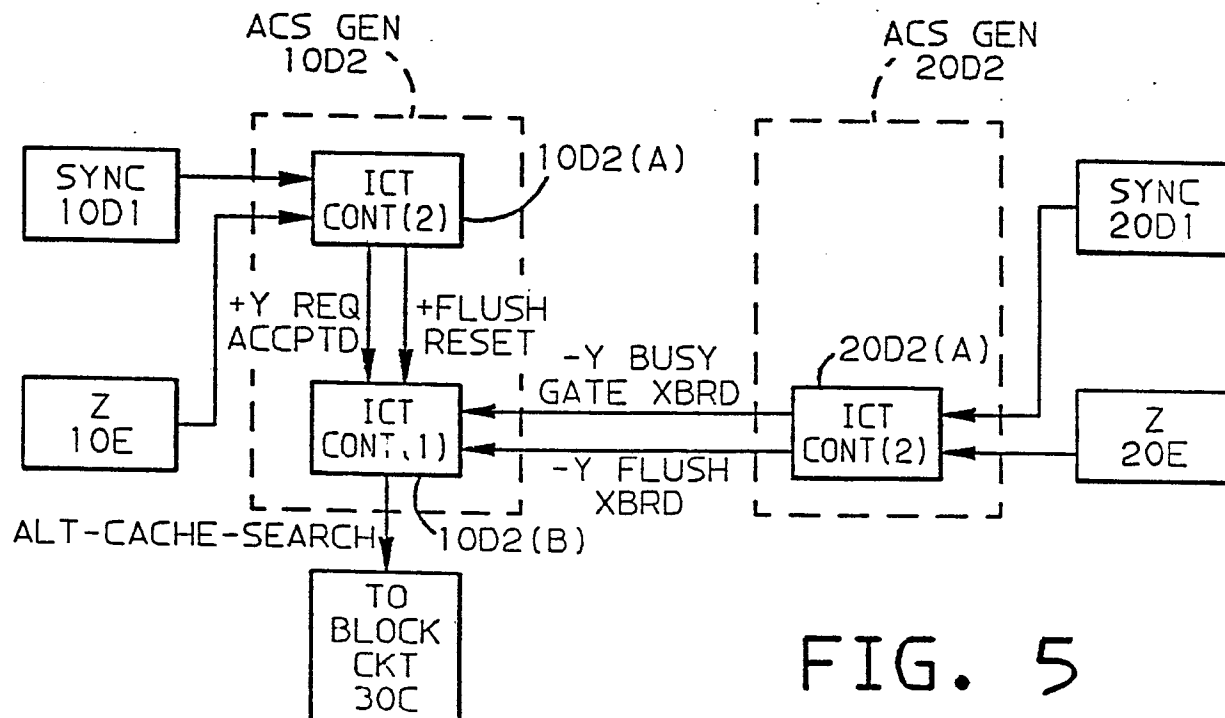 ACS GEN
10D2
ACS GEN
20D2
SYNC
10D1
ICT
CONT(2)
10D2(A)
SYNC
20D1
+Y REQ
ACCPTD
+FLUSH
RESET
-Y BUSY
GATE XBRD
20D2(A)
Z
10E
ICT
CONT(1)
ICT
CONT(2)
Z
20E
-Y FLUSH
XBRD
ALT-CACHE-SEARCH
10D2(B)
TO
BLOCK
CKT
30C
FIG. 5